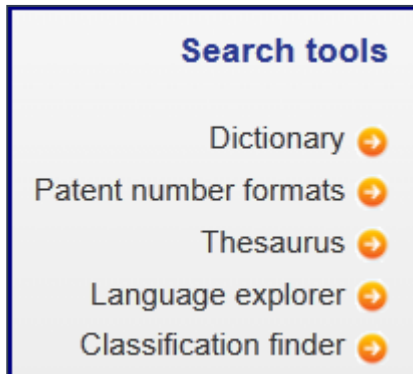 Search tools
Dictionary
Patent number formats
Thesaurus
Language explorer
Classification finder